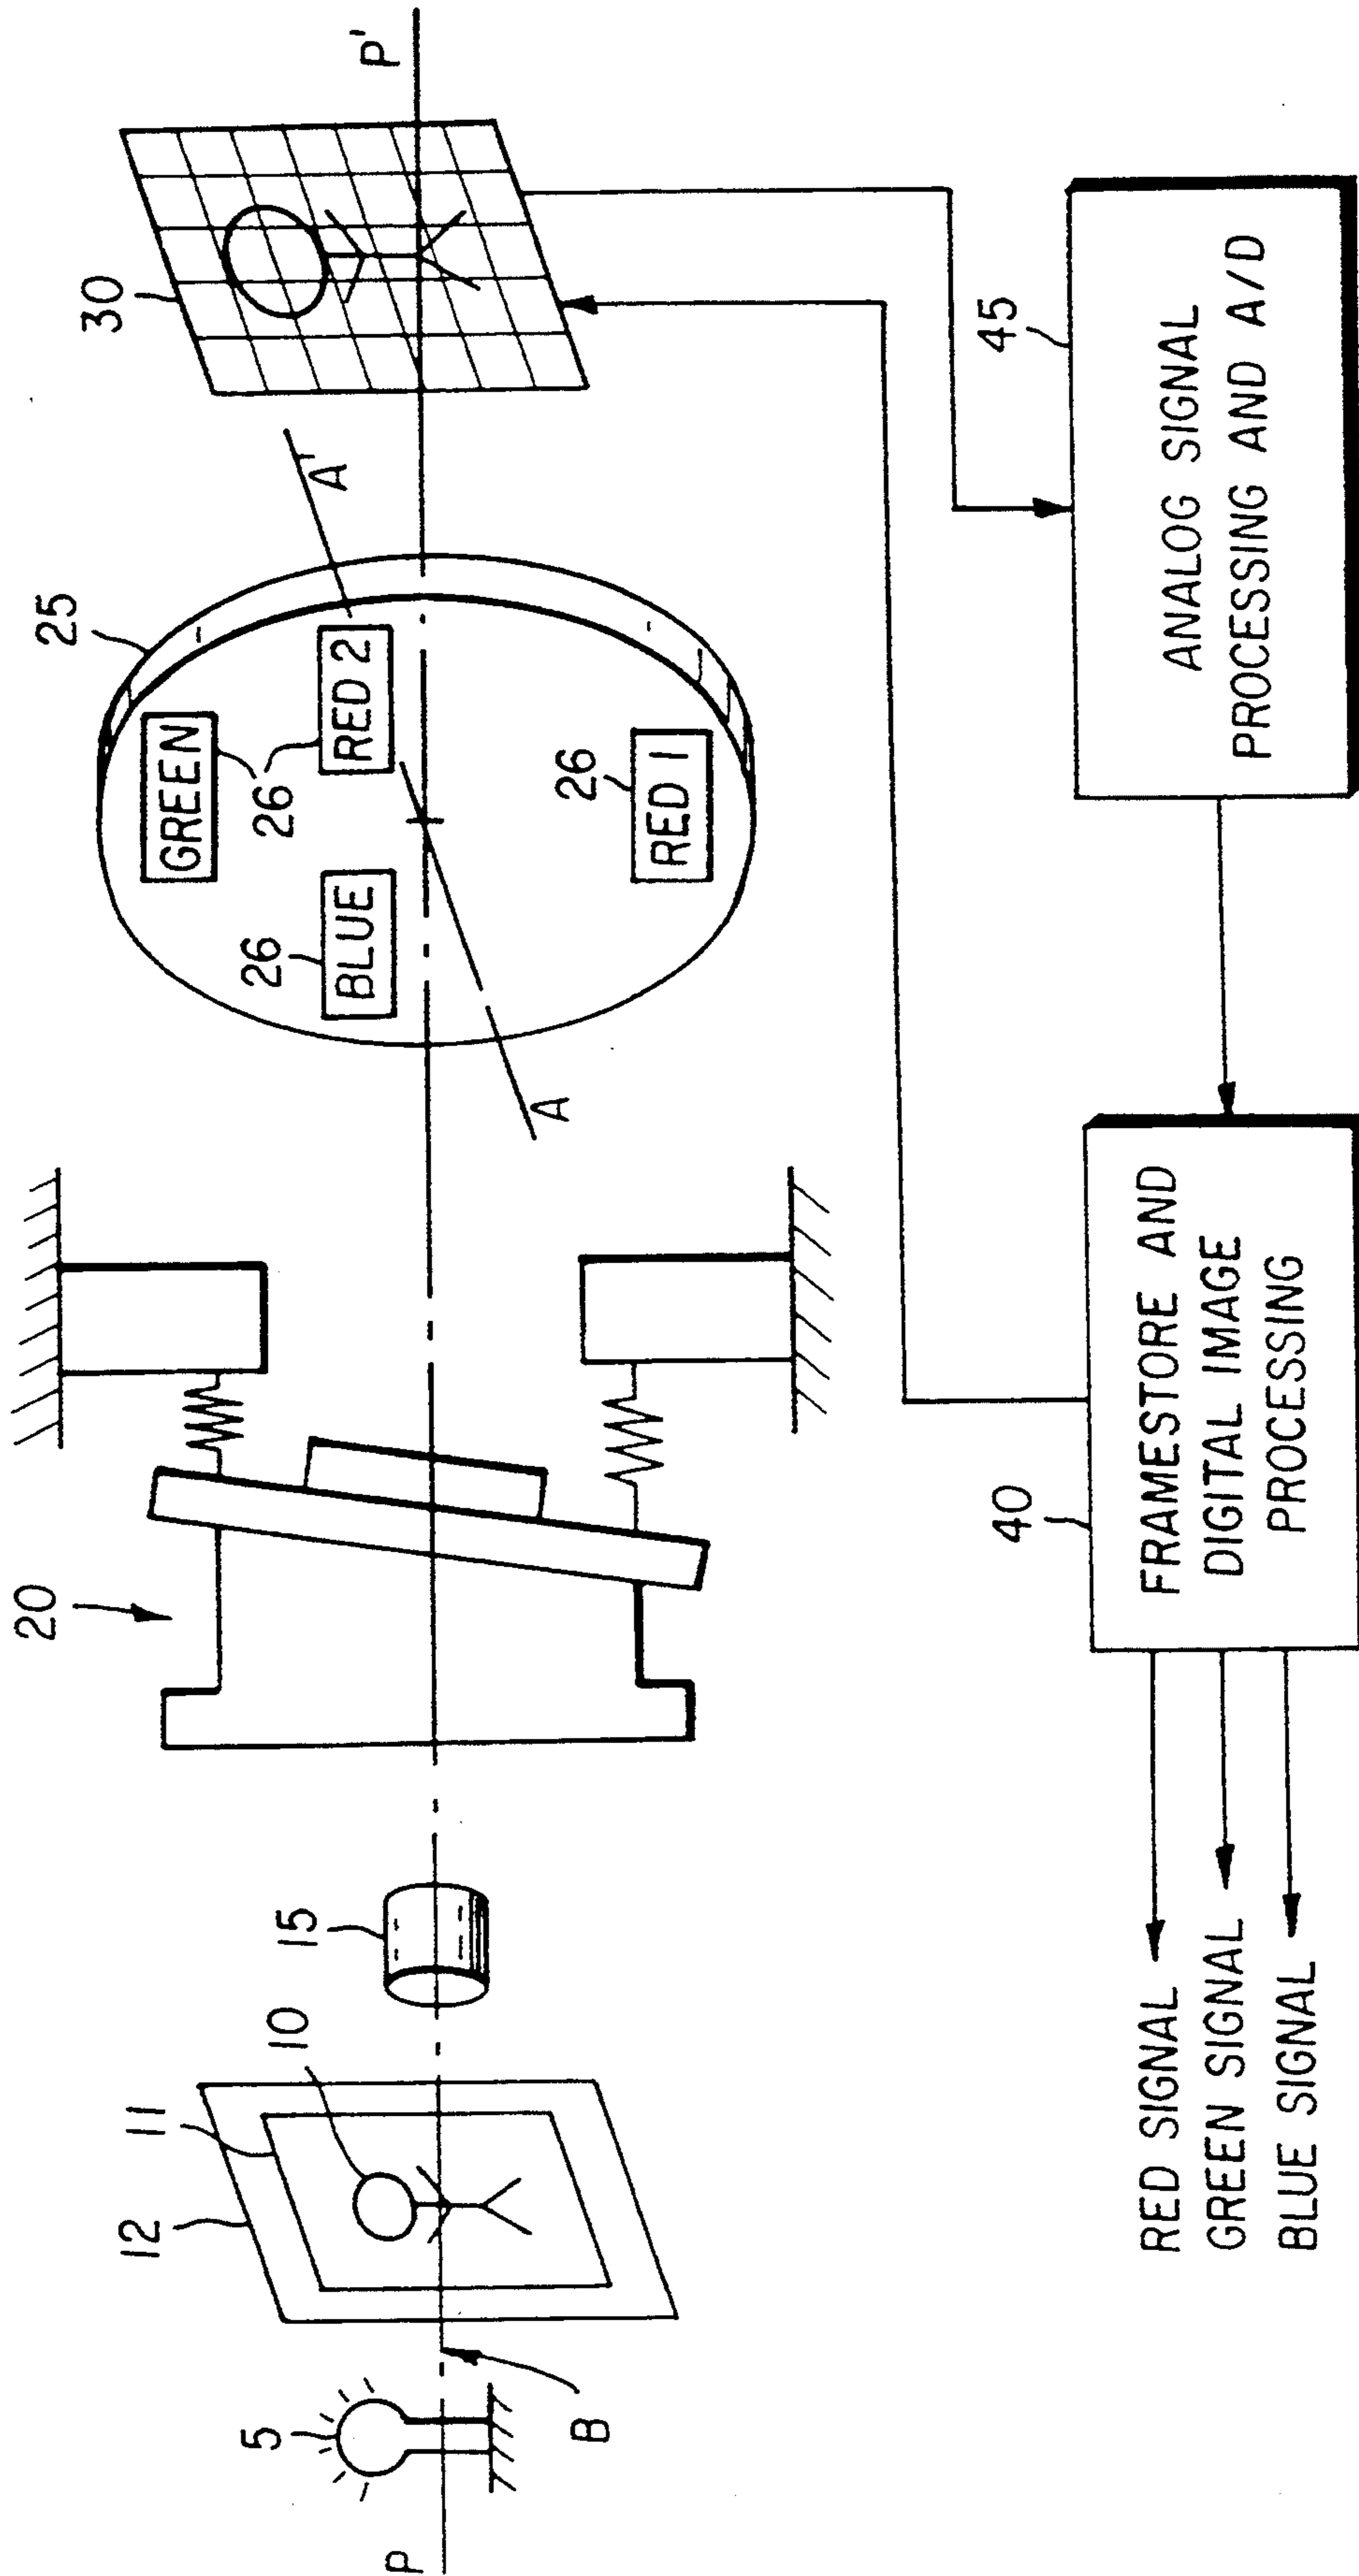 P
5
B
12
11
10
15
20
25
GREEN
26
RED 2
BLUE
26
26
RED 1
A
A'
30
P'
40
FRAMESTORE AND
DIGITAL IMAGE
PROCESSING
45
ANALOG SIGNAL
PROCESSING AND A/D
RED SIGNAL
GREEN SIGNAL
BLUE SIGNAL